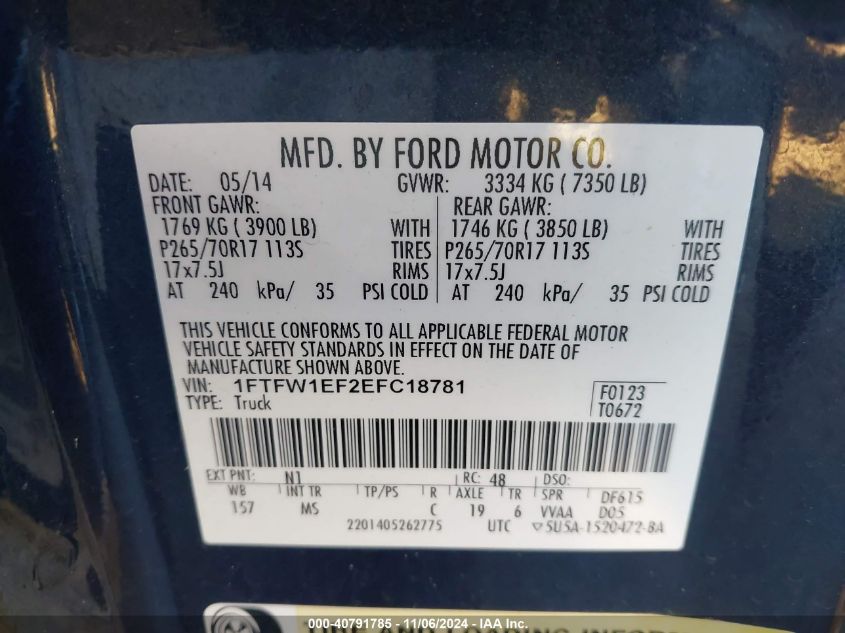 MFD. BY FORD MOTOR CO.
DATE: 05/14 GVWR: 3334 KG ( 7350 LB)
FRONT GAWR: REAR GAWR:
1769 KG ( 3900 LB) WITH 1746 KG ( 3850 LB) WITH
P265/70R17 113S TIRES P265/70R17 113S TIRES
17x7.5J RIMS 17x7.5J RIMS
AT 240 kPa/ 35 PSI COLD AT 240 kPa/ 35 PSI COLD
THIS VEHICLE CONFORMS TO ALL APPLICABLE FEDERAL MOTOR
VEHICLE SAFETY STANDARDS IN EFFECT ON THE DATE OF
MANUFACTURE SHOWN ABOVE.
VIN: 1FTFW1EF2EFC18781 F0123
TYPE: Truck T0672
EXT PNT: N1 RC: 48 DSO:
WB INT TR TP/PS R AXLE TR SPR DF615
157 MS C 19 6 VVAA D05
2201405262775 UTC ▽5U5A-1520472-BA
TIRE AND LOADING
000-40791785 - 11/06/2024 - IAA Inc.